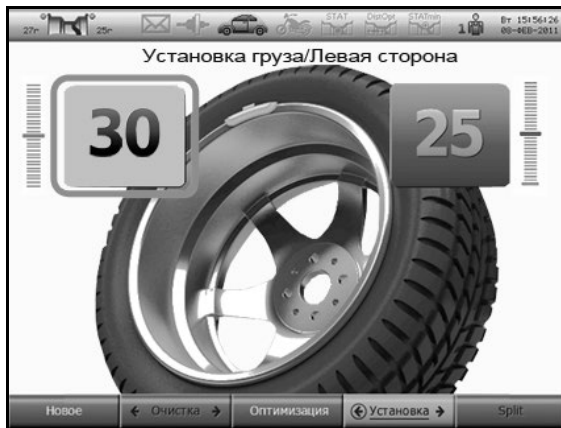 27г 25г STAT DistOpt STATmin 1 Вт 15:56:26
08-ФЕВ-2011
Установка груза/Левая сторона
30 25
Новое Очистка Оптимизация Установка Split